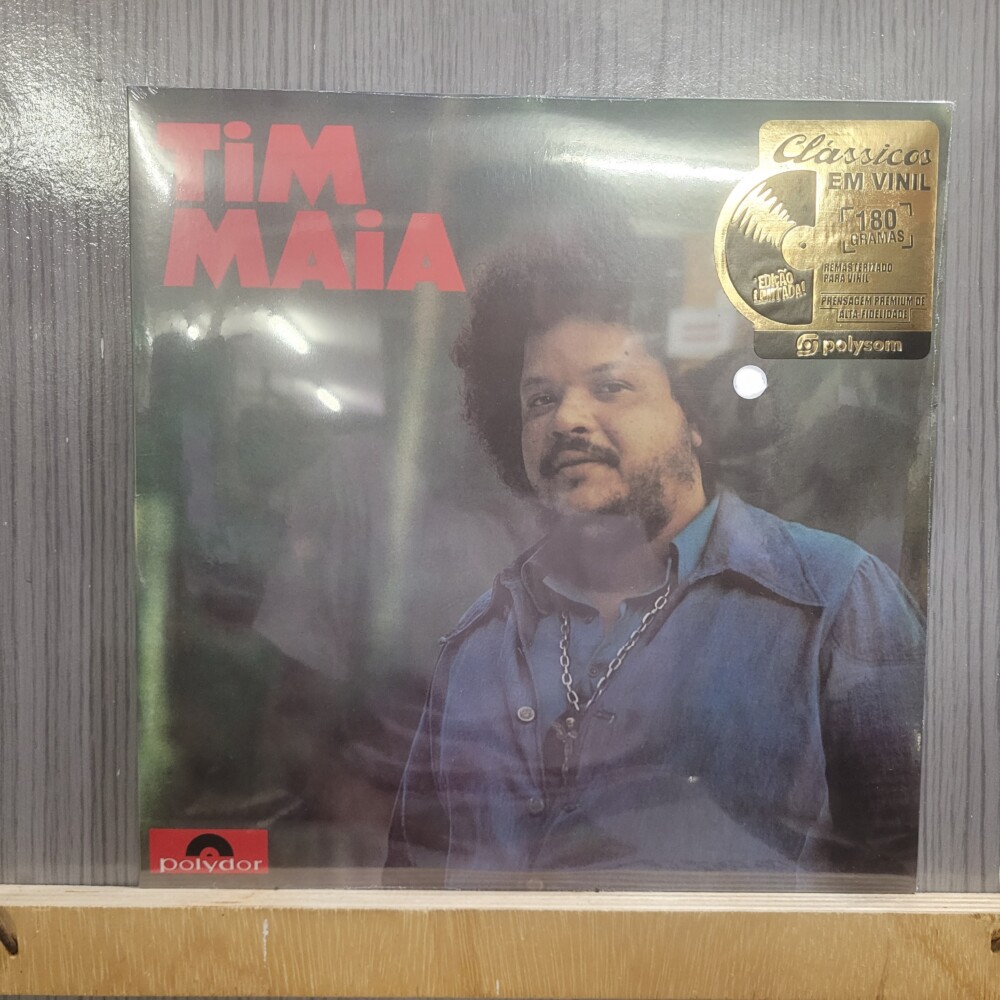 TiM
MAiA
Clássicos
EM VINIL
180
GRAMAS
EDIÇÃO
LIMITADA!
REMASTERIZADO
PARA VINIL
PRENSAGEM PREMIUM DE
ALTA FIDELIDADE
polysom
polydor